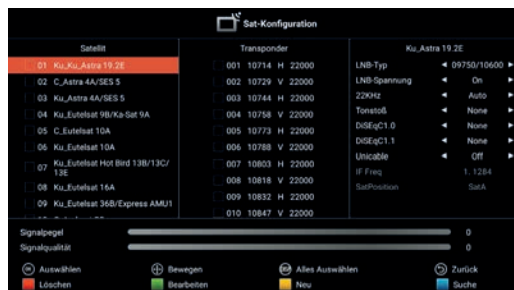 Sat-Konfiguration
Satellit
01 Ku_Ku_Astra 19.2E
02 C_Astra 4A/SES 5
03 Ku_Astra 4A/SES 5
04 Ku_Eutelsat 9B/Ka-Sat 9A
05 C_Eutelsat 10A
06 Ku_Eutelsat 10A
07 Ku_Eutelsat Hot Bird 13B/13C/
13E
08 Ku_Eutelsat 16A
09 Ku_Eutelsat 36B/Express AMU1
Transponder
001 10714 H 22000
002 10729 V 22000
003 10744 H 22000
004 10758 V 22000
005 10773 H 22000
006 10788 V 22000
007 10803 H 22000
008 10818 V 22000
009 10832 H 22000
010 10847 V 22000
Ku_Astra 19.2E
LNB-Typ ◄ 09750/10600 ►
LNB-Spannung ◄ On ►
22KHz ◄ Auto ►
Tonstoß ◄ None ►
DiSEqC1.0 ◄ None ►
DiSEqC1.1 ◄ None ►
Unicable ◄ Off ►
IF Freq 1. 1284
SatPosition SatA
Signalpegel 0
Signalqualität 0
OK Auswählen Bewegen Alles Auswählen Zurück
Löschen Bearbeiten Neu Suche